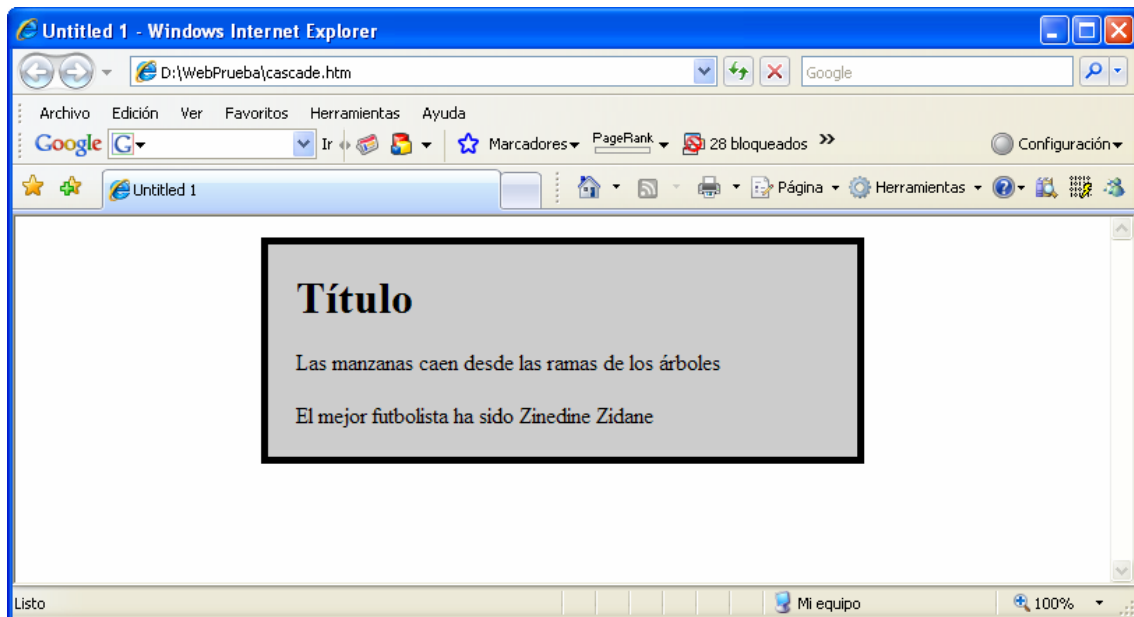 Untitled 1 - Windows Internet Explorer
D:\WebPrueba\cascade.htm
Google
Archivo Edición Ver Favoritos Herramientas Ayuda
Google G Ir Marcadores PageRank 28 bloqueados » Configuración
Untitled 1 Página Herramientas
Título
Las manzanas caen desde las ramas de los árboles
El mejor futbolista ha sido Zinedine Zidane
Listo Mi equipo 100%